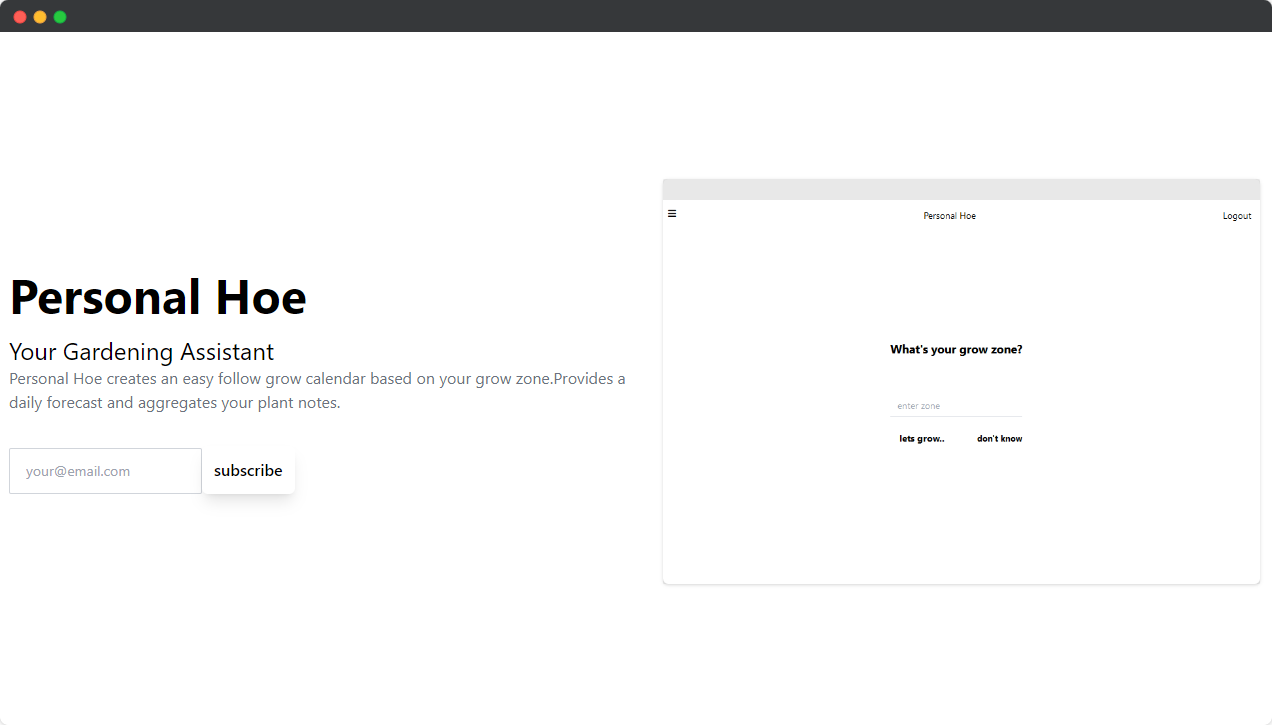 Personal Hoe
Your Gardening Assistant
Personal Hoe creates an easy follow grow calendar based on your grow zone.Provides a
daily forecast and aggregates your plant notes.
your@email.com
subscribe
Personal Hoe
Logout
What's your grow zone?
enter zone
lets grow..
don't know